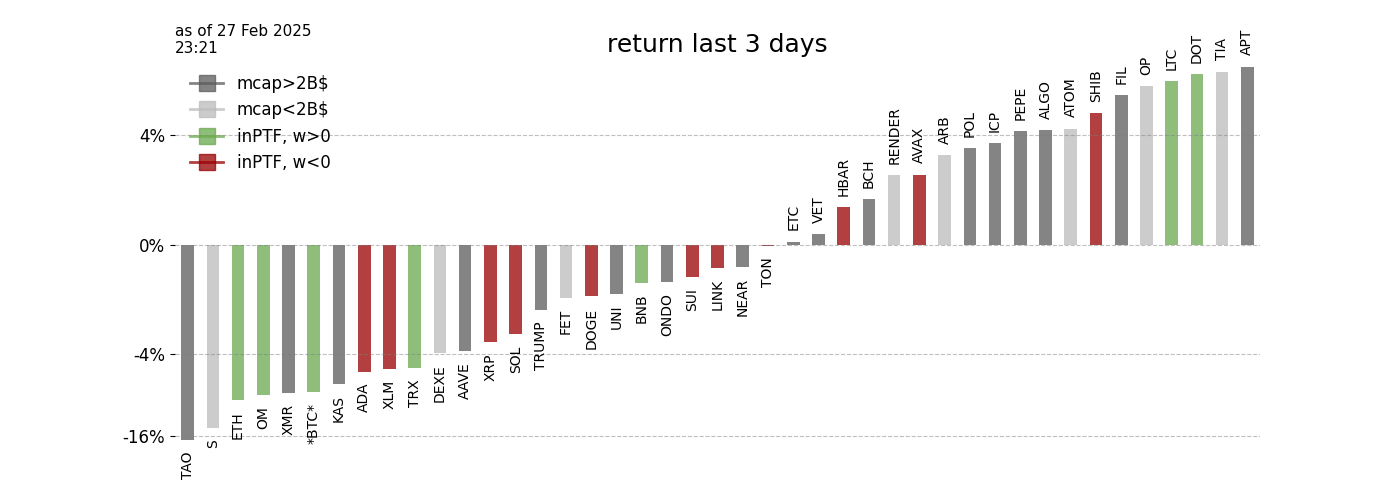 as of 27 Feb 2025
23:21
return last 3 days
mcap>2B$
mcap<2B$
inPTF, w>0
inPTF, w<0
4%
0%
-4%
-16%
TAO
S
ETH
OM
XMR
*BTC*
KAS
ADA
XLM
TRX
DEXE
AAVE
XRP
SOL
TRUMP
FET
DOGE
UNI
BNB
ONDO
SUI
LINK
NEAR
TON
ETC
VET
HBAR
BCH
RENDER
AVAX
ARB
POL
ICP
PEPE
ALGO
ATOM
SHIB
FIL
OP
LTC
DOT
TIA
APT